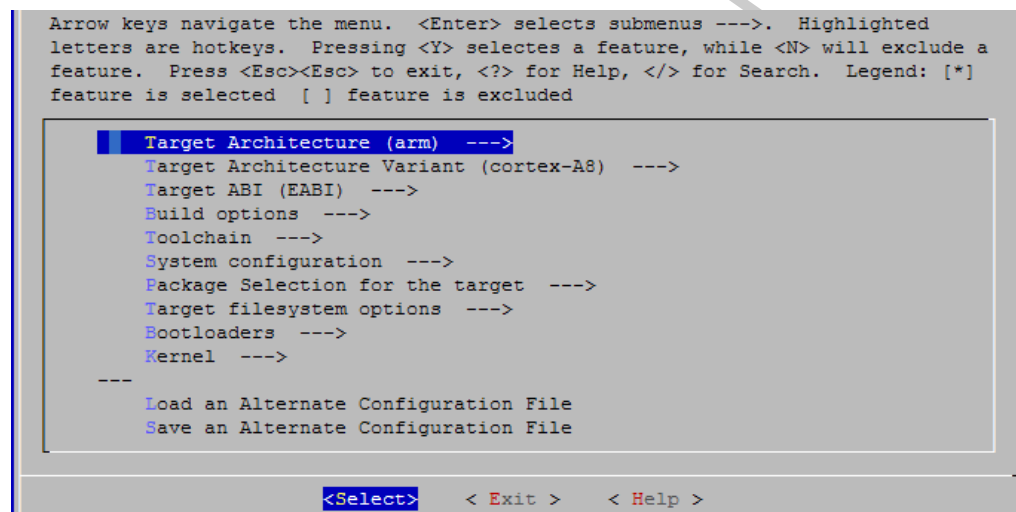 Arrow keys navigate the menu.  <Enter> selects submenus --->.  Highlighted
letters are hotkeys.  Pressing <Y> selectes a feature, while <N> will exclude a
feature.  Press <Esc><Esc> to exit, <?> for Help, </> for Search.  Legend: [*]
feature is selected  [ ] feature is excluded
Target Architecture (arm)  --->
Target Architecture Variant (cortex-A8)  --->
Target ABI (EABI)  --->
Build options  --->
Toolchain  --->
System configuration  --->
Package Selection for the target  --->
Target filesystem options  --->
Bootloaders  --->
Kernel  --->
---
Load an Alternate Configuration File
Save an Alternate Configuration File
<Select>    < Exit >    < Help >